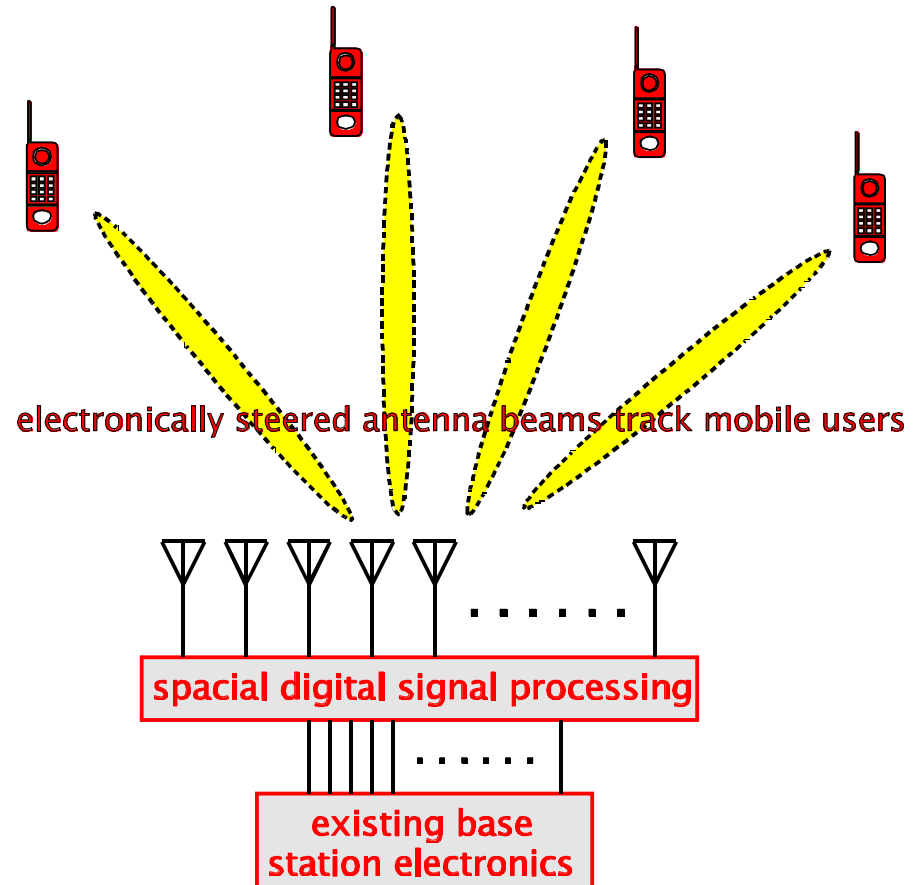 electronically steered antenna beams track mobile users
spacial digital signal processing
existing base
station electronics